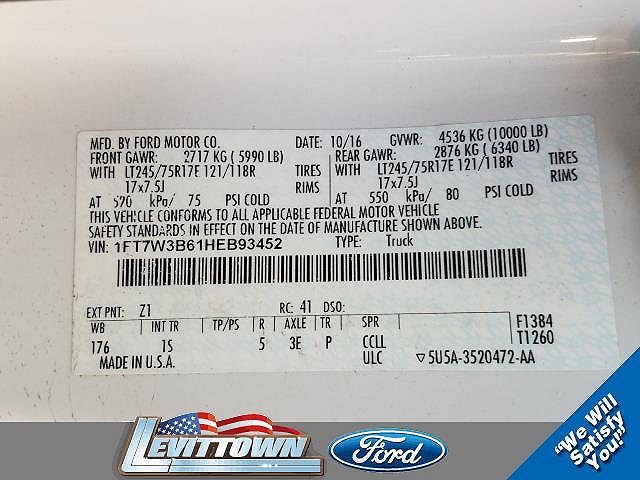 MFD. BY FORD MOTOR CO. DATE: 10/16 GVWR: 4536 KG (10000 LB)
FRONT GAWR: 2717 KG ( 5990 LB) REAR GAWR: 2876 KG ( 6340 LB)
WITH LT245/75R17E 121/118R TIRES WITH LT245/75R17E 121/118R TIRES
17x7.5J RIMS 17x7.5J RIMS
AT 520 kPa/ 75 PSI COLD AT 550 kPa/ 80 PSI COLD
THIS VEHICLE CONFORMS TO ALL APPLICABLE FEDERAL MOTOR VEHICLE
SAFETY STANDARDS IN EFFECT ON THE DATE OF MANUFACTURE SHOWN ABOVE.
VIN: 1FT7W3B61HEB93452 TYPE: Truck
EXT PNT: Z1 RC: 41 DSO:
WB INT TR TP/PS R AXLE TR SPR F1384
176 1S 5 3E P CCLL T1260
MADE IN U.S.A. ULC ▽5U5A-3520472-AA
LEVITTOWN Ford
"We Will
Satisfy
You!"